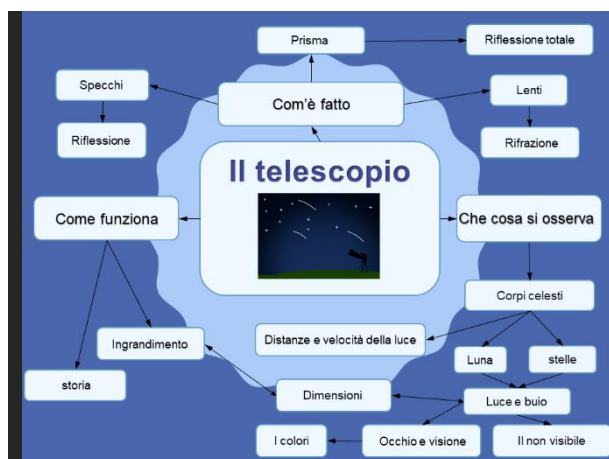 Prisma
Riflessione totale
Specchi
Com'è fatto
Lenti
Riflessione
Rifrazione
Il telescopio
Come funziona
Che cosa si osserva
Corpi celesti
Ingrandimento
Distanze e velocità della luce
Luna
stelle
storia
Dimensioni
Luce e buio
I colori
Occhio e visione
Il non visibile